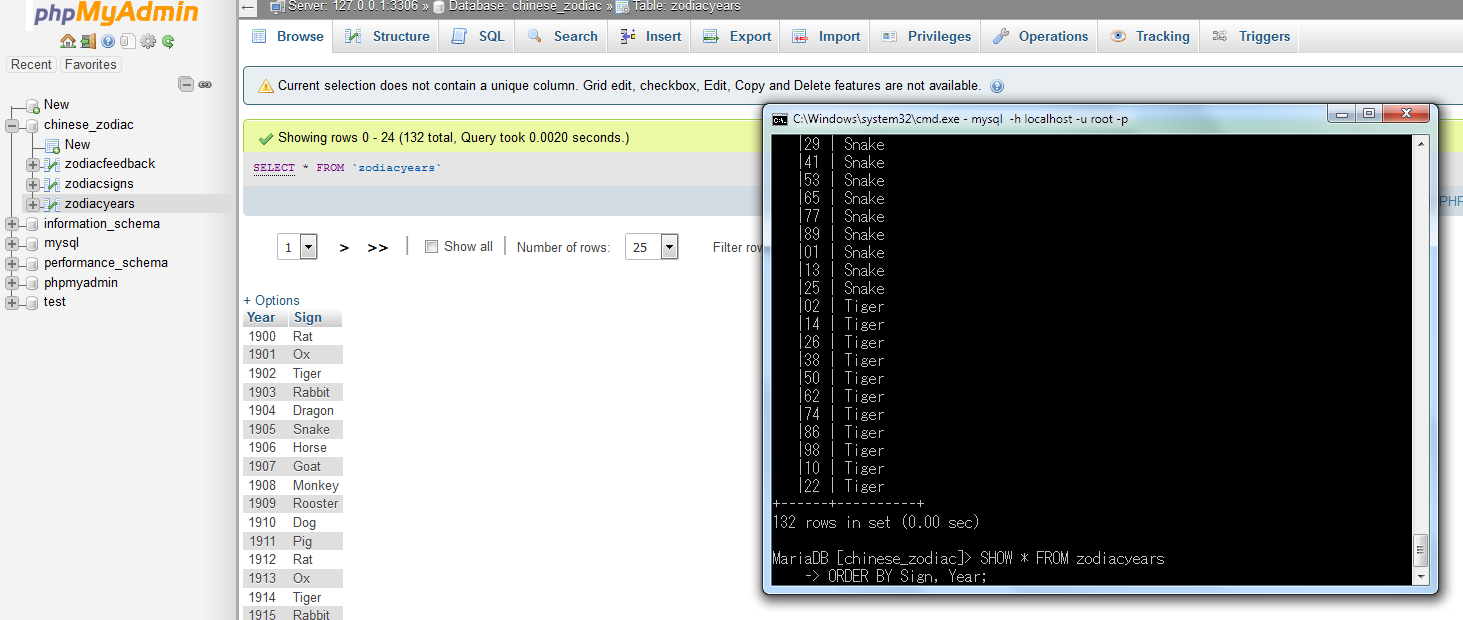 phpMyAdmin
Recent Favorites
New
chinese_zodiac
New
zodiacfeedback
zodiacsigns
zodiacyears
information_schema
mysql
performance_schema
phpmyadmin
test
Server: 127.0.0.1:3306 » Database: chinese_zodiac » Table: zodiacyears
Browse Structure SQL Search Insert Export Import Privileges Operations Tracking Triggers
Current selection does not contain a unique column. Grid edit, checkbox, Edit, Copy and Delete features are not available.
Showing rows 0 - 24 (132 total, Query took 0.0020 seconds.)
SELECT * FROM `zodiacyears`
PHP
1 > >> | Show all | Number of rows: 25 Filter row
+ Options
Year Sign
1900 Rat
1901 Ox
1902 Tiger
1903 Rabbit
1904 Dragon
1905 Snake
1906 Horse
1907 Goat
1908 Monkey
1909 Rooster
1910 Dog
1911 Pig
1912 Rat
1913 Ox
1914 Tiger
1915 Rabbit
C:\Windows\system32\cmd.exe - mysql -h localhost -u root -p
|29 | Snake
|41 | Snake
|53 | Snake
|65 | Snake
|77 | Snake
|89 | Snake
|01 | Snake
|13 | Snake
|25 | Snake
|02 | Tiger
|14 | Tiger
|26 | Tiger
|38 | Tiger
|50 | Tiger
|62 | Tiger
|74 | Tiger
|86 | Tiger
|98 | Tiger
|10 | Tiger
|22 | Tiger
+------+----------+
132 rows in set (0.00 sec)
MariaDB [chinese_zodiac]> SHOW * FROM zodiacyears
-> ORDER BY Sign, Year;